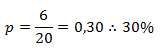 p = 6/20 = 0,30 ∴ 30%